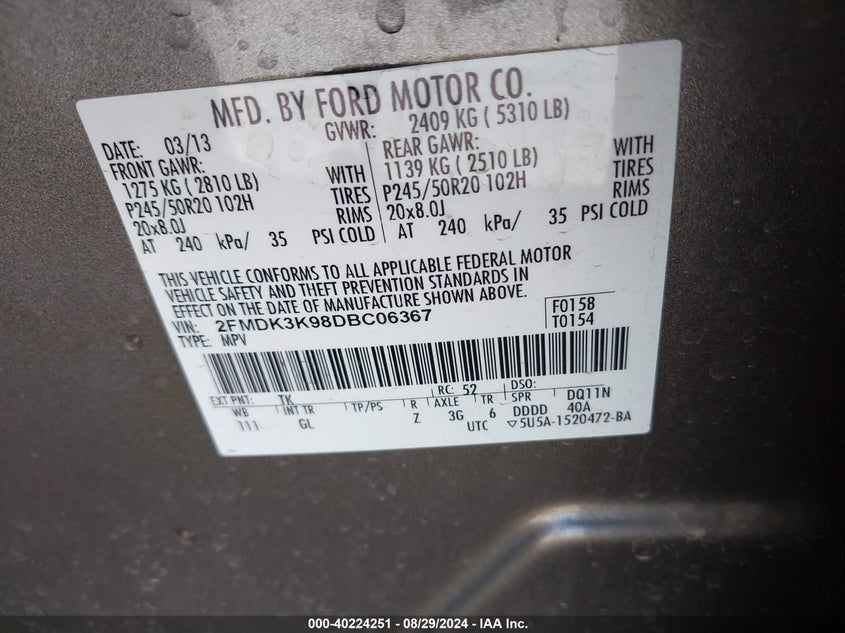 MFD. BY FORD MOTOR CO.
DATE: 03/13 GVWR: 2409 KG ( 5310 LB)
FRONT GAWR: WITH
1275 KG ( 2810 LB) TIRES
P245/50R20 102H RIMS
20x8.0J
AT 240 kPa/ 35 PSI COLD
REAR GAWR: WITH
1139 KG ( 2510 LB) TIRES
P245/50R20 102H RIMS
20x8.0J
AT 240 kPa/ 35 PSI COLD
THIS VEHICLE CONFORMS TO ALL APPLICABLE FEDERAL MOTOR
VEHICLE SAFETY AND THEFT PREVENTION STANDARDS IN
EFFECT ON THE DATE OF MANUFACTURE SHOWN ABOVE.
VIN: 2FMDK3K98DBC06367
TYPE: MPV
F0158
T0154
EXT PNT: TK RC: 52 DSO:
WB INT TR TP/PS R AXLE TR SPR DQ11N
111 GL Z 3G 6 DDDD 40A
UTC ▽5U5A-1520472-BA
000-40224251 - 08/29/2024 - IAA Inc.